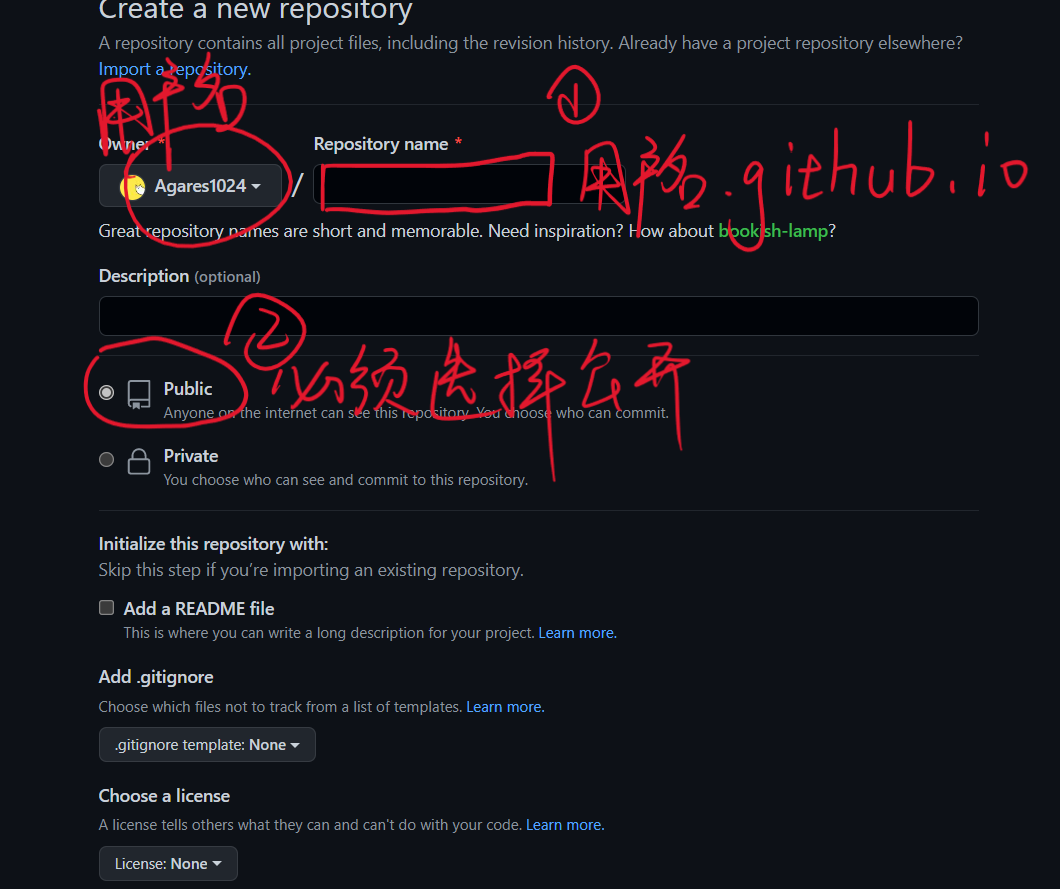 Create a new repository
A repository contains all project files, including the revision history. Already have a project repository elsewhere?
Import a repository.
用户名
①
Owner * Repository name *
Agares1024 / 用户名.github.io
Great repository names are short and memorable. Need inspiration? How about bookish-lamp?
Description (optional)
② 必须选择公开
Public
Anyone on the internet can see this repository. You choose who can commit.
Private
You choose who can see and commit to this repository.
Initialize this repository with:
Skip this step if you’re importing an existing repository.
Add a README file
This is where you can write a long description for your project. Learn more.
Add .gitignore
Choose which files not to track from a list of templates. Learn more.
.gitignore template: None
Choose a license
A license tells others what they can and can't do with your code. Learn more.
License: None